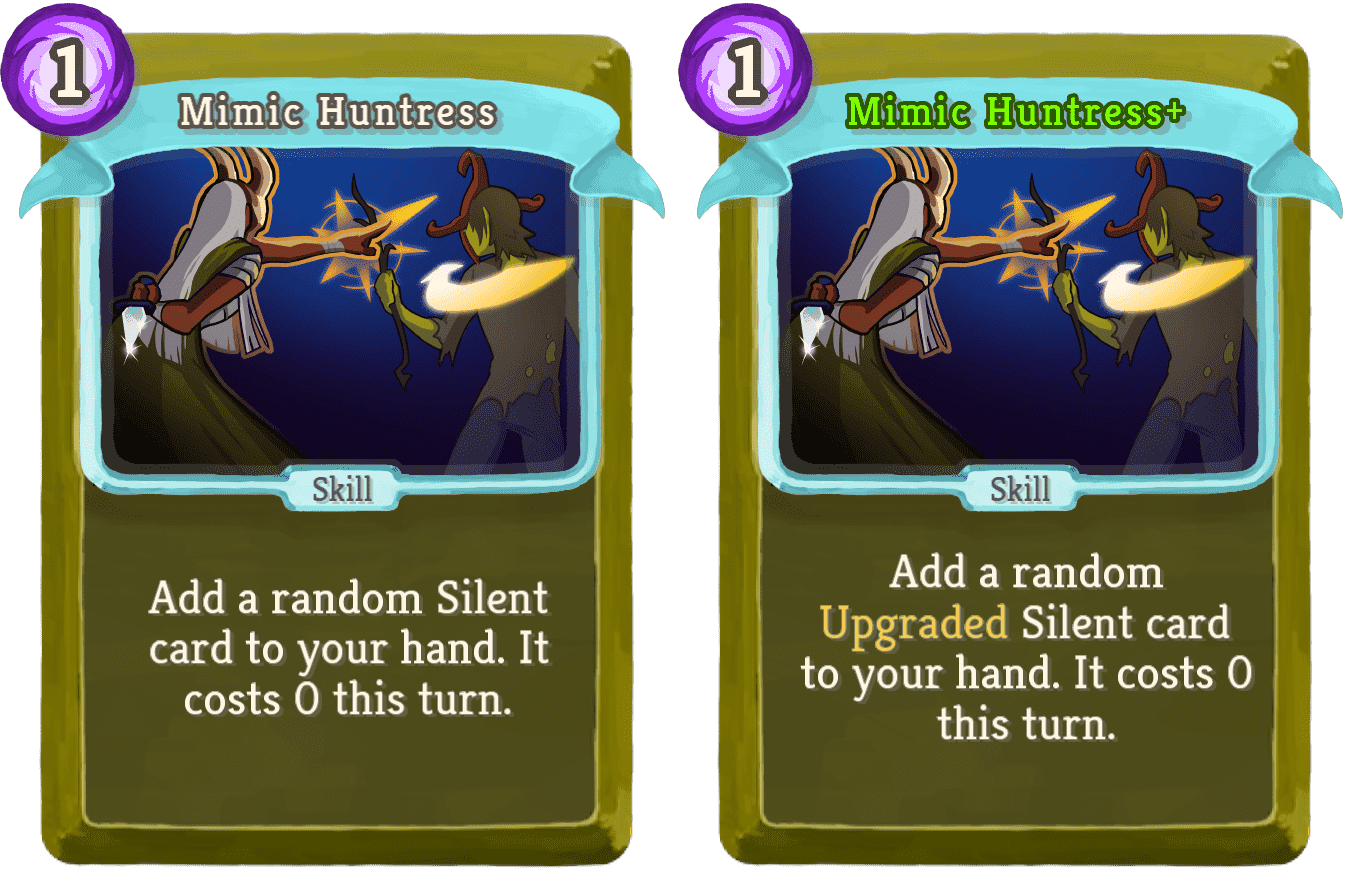 1
Mimic Huntress
Skill
Add a random Silent
card to your hand. It
costs 0 this turn.
1
Mimic Huntress+
Skill
Add a random
Upgraded Silent card
to your hand. It costs 0
this turn.